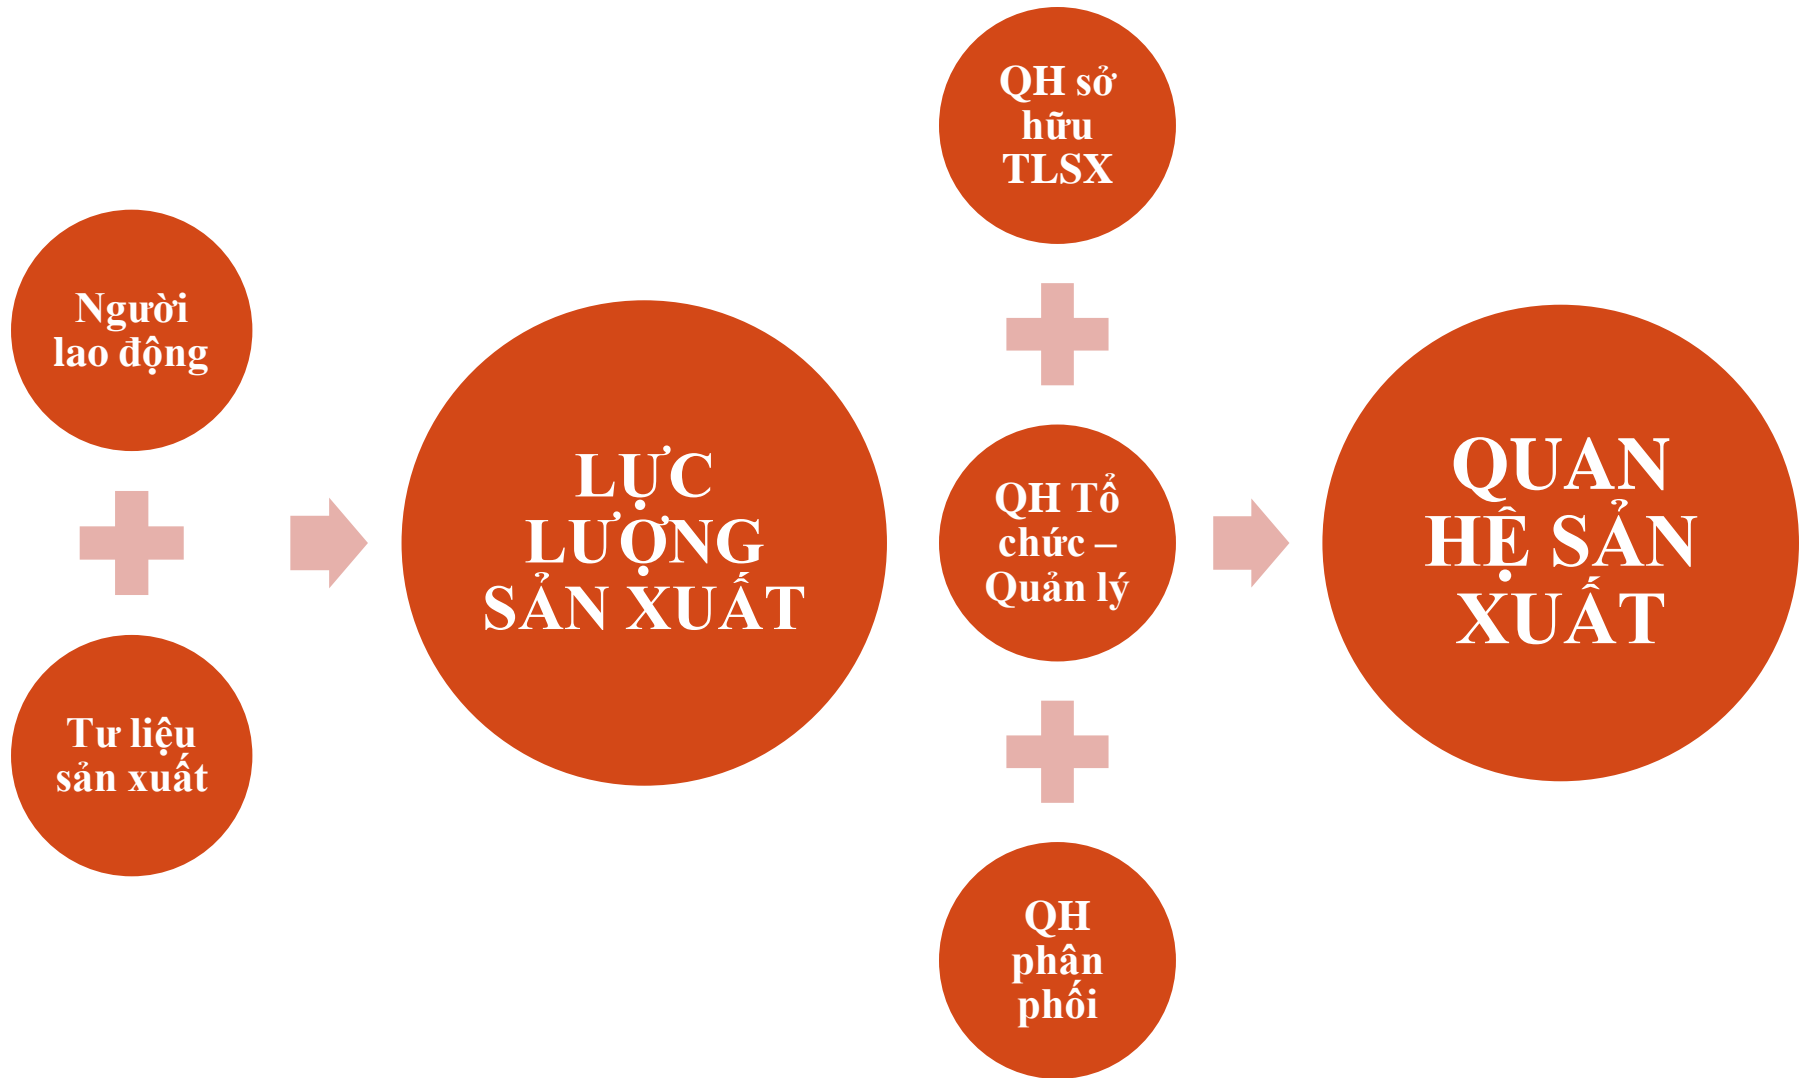 Người
lao động
Tư liệu
sản xuất
LỰC
LƯỢNG
SẢN XUẤT
QH sở
hữu
TLSX
QH Tổ
chức –
Quản lý
QH
phân
phối
QUAN
HỆ SẢN
XUẤT